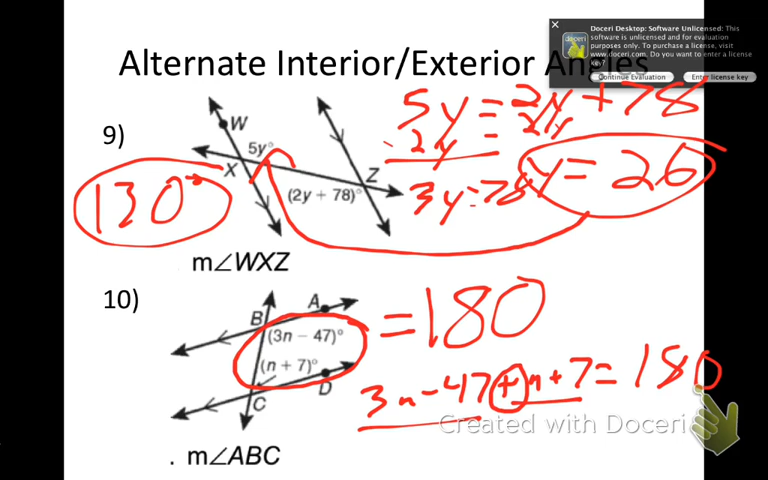 Doceri Desktop: Software Unlicensed: This
software is unlicensed and for evaluation
purposes only. To purchase a license, visit
www.doceri.com. Do you want to enter a license
key?
Continue Evaluation Enter license key
Alternate Interior/Exterior Angles
9)
W
5y°
X
Z
(2y + 78)°
5y = 2y + 78
- 2y = 2y
3y = 78
y = 26
130°
m∠WXZ
10)
A
B
(3n − 47)°
(n + 7)°
D
C
= 180
3n - 47 + n + 7 = 180
Created with Doceri
. m∠ABC